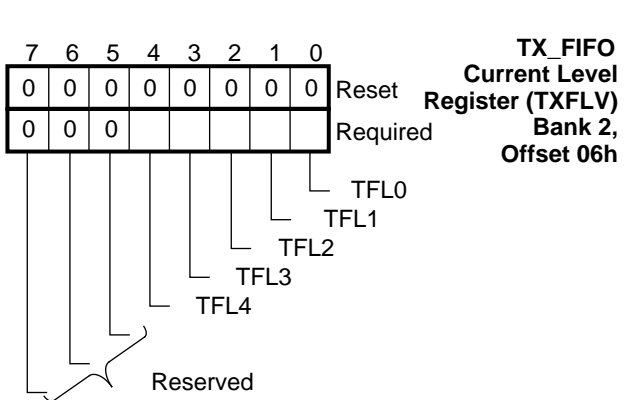 7 6 5 4 3 2 1 0
0 0 0 0 0 0 0 0 Reset
0 0 0 Required
TX_FIFO
Current Level
Register (TXFLV)
Bank 2,
Offset 06h
TFL0
TFL1
TFL2
TFL3
TFL4
Reserved